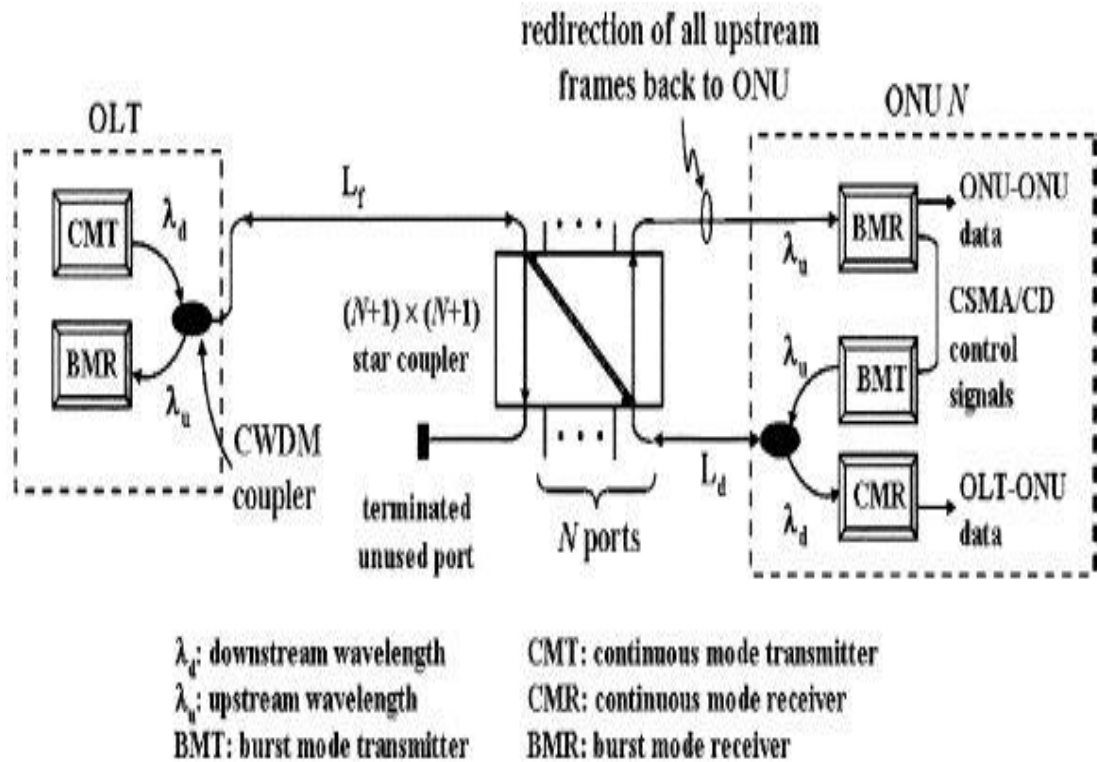 redirection of all upstream
frames back to ONU
OLT
ONU N
CMT
λd
Lf
BMR
λu
(N+1) × (N+1)
star coupler
CWDM
coupler
terminated
unused port
N ports
Ld
BMR
λu
ONU-ONU
data
CSMA/CD
control
signals
BMT
λu
CMR
λd
OLT-ONU
data
λd: downstream wavelength
λu: upstream wavelength
BMT: burst mode transmitter
CMT: continuous mode transmitter
CMR: continuous mode receiver
BMR: burst mode receiver